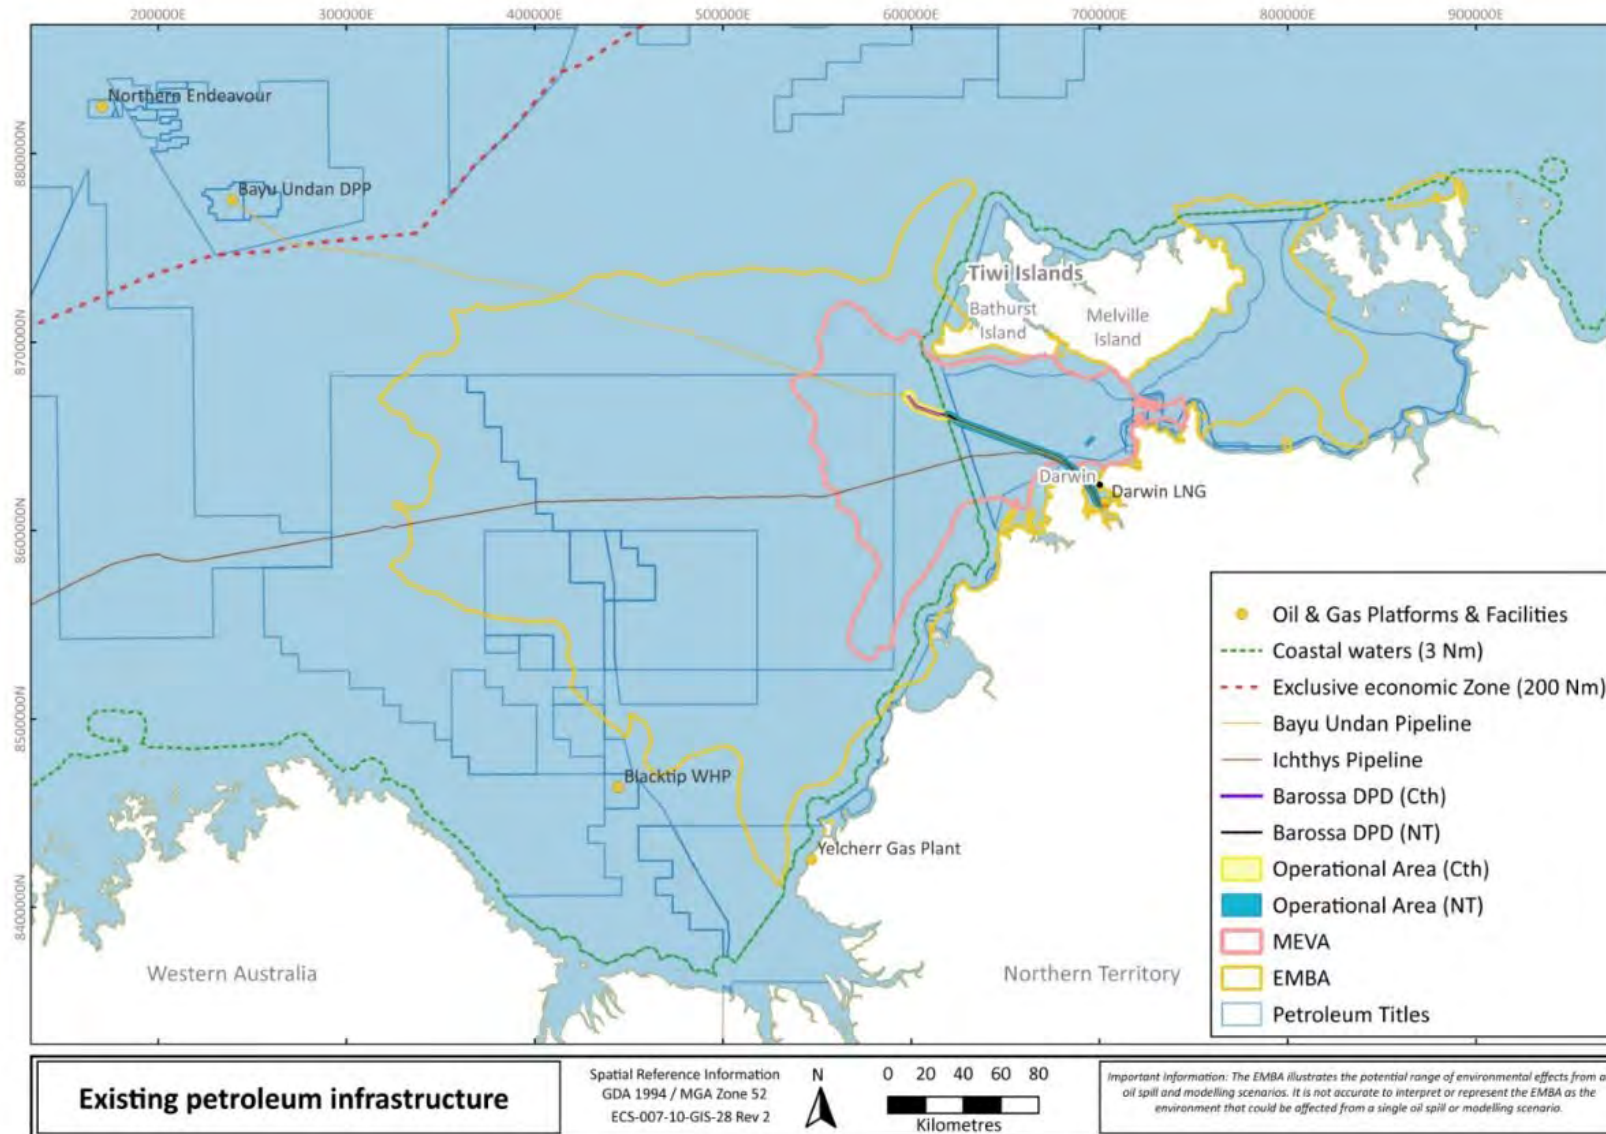 200000E 300000E 400000E 500000E 600000E 700000E 800000E 900000E
8800000N
8700000N
8600000N
8500000N
8400000N
Northern Endeavour
Bayu Undan DPP
Tiwi Islands
Bathurst
Island
Melville
Island
Darwin
Darwin LNG
Blacktip WHP
Yelcherr Gas Plant
Western Australia
Northern Territory
Oil & Gas Platforms & Facilities
Coastal waters (3 Nm)
Exclusive economic Zone (200 Nm)
Bayu Undan Pipeline
Ichthys Pipeline
Barossa DPD (Cth)
Barossa DPD (NT)
Operational Area (Cth)
Operational Area (NT)
MEVA
EMBA
Petroleum Titles
Existing petroleum infrastructure
Spatial Reference Information
GDA 1994 / MGA Zone 52
ECS-007-10-GIS-28 Rev 2
N
0 20 40 60 80
Kilometres
Important Information: The EMBA illustrates the potential range of environmental effects from a
oil spill and modelling scenarios. It is not accurate to interpret or represent the EMBA as the
environment that could be affected from a single oil spill or modelling scenario.